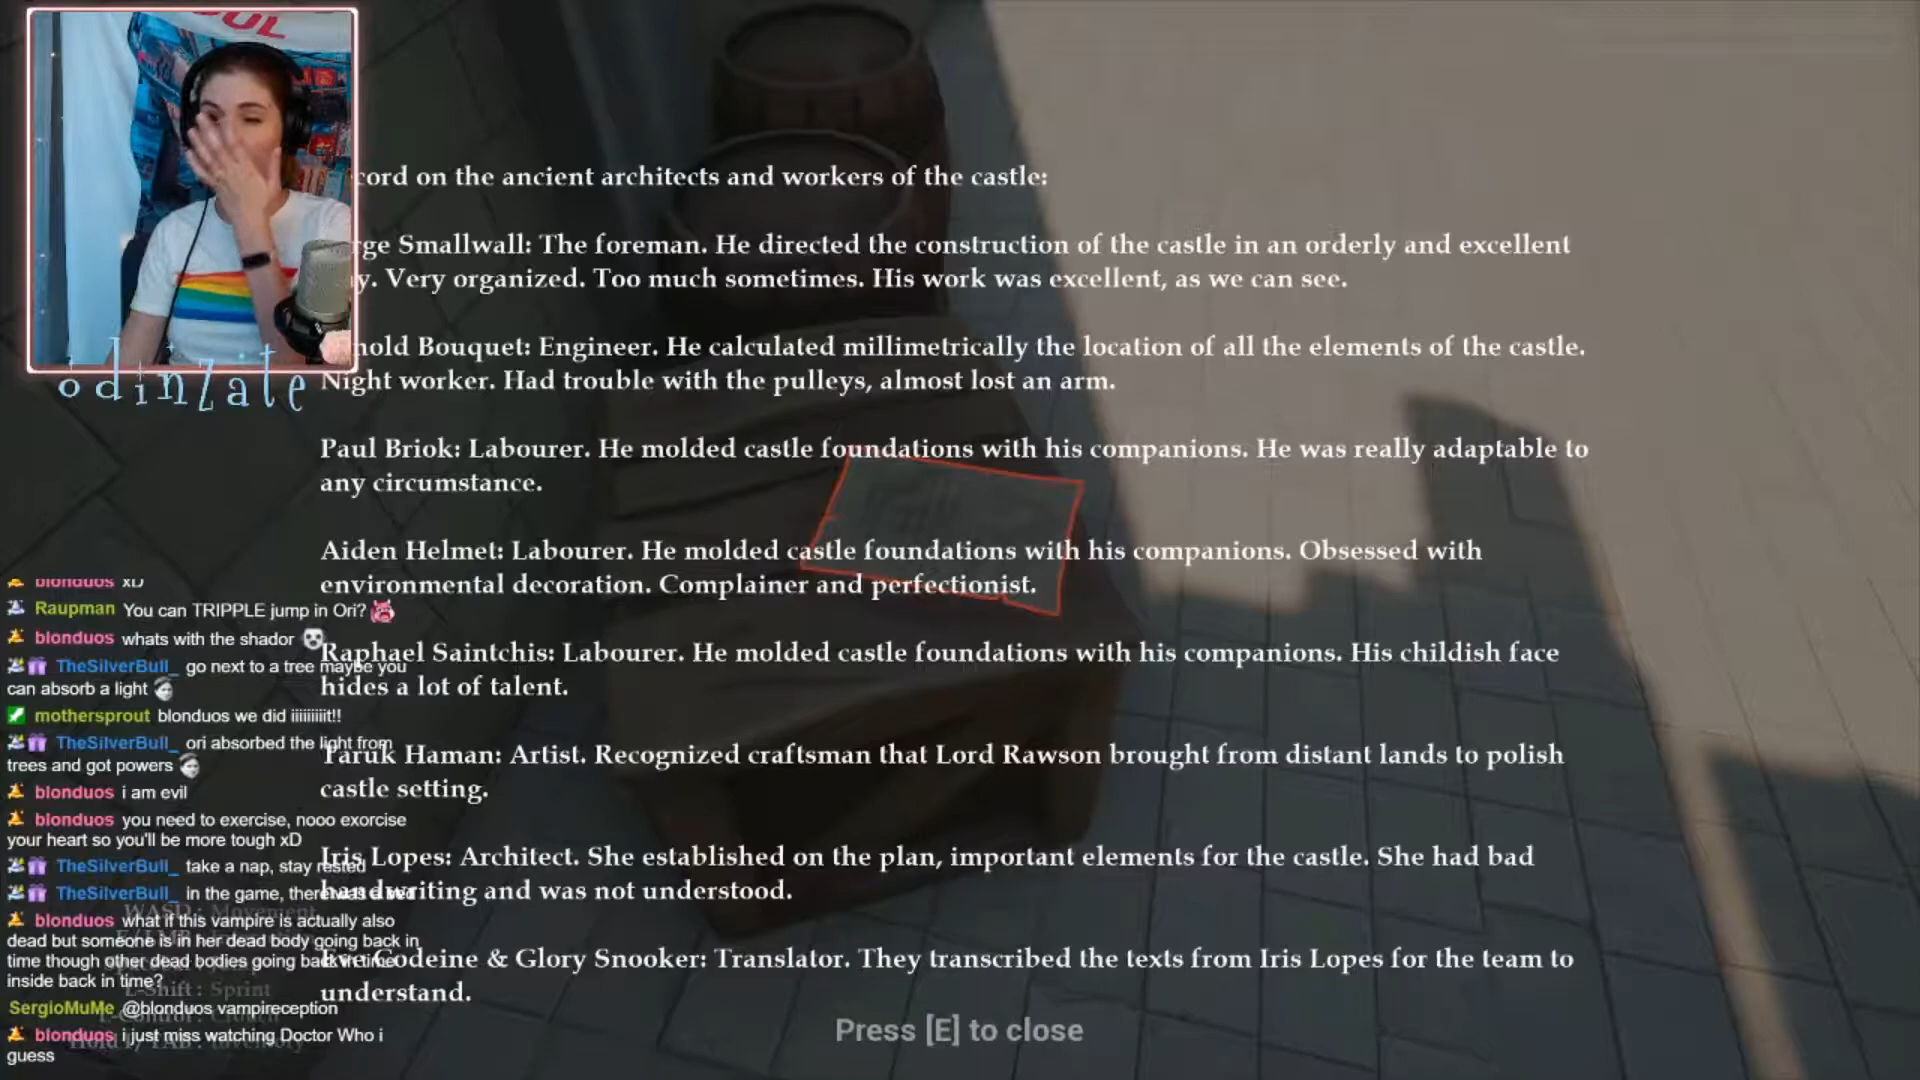 cord on the ancient architects and workers of the castle:
rge Smallwall: The foreman. He directed the construction of the castle in an orderly and excellent
y. Very organized. Too much sometimes. His work was excellent, as we can see.
nold Bouquet: Engineer. He calculated millimetrically the location of all the elements of the castle.
Night worker. Had trouble with the pulleys, almost lost an arm.
Paul Briok: Labourer. He molded castle foundations with his companions. He was really adaptable to
any circumstance.
Aiden Helmet: Labourer. He molded castle foundations with his companions. Obsessed with
environmental decoration. Complainer and perfectionist.
Raphael Saintchis: Labourer. He molded castle foundations with his companions. His childish face
hides a lot of talent.
Taruk Haman: Artist. Recognized craftsman that Lord Rawson brought from distant lands to polish
castle setting.
Iris Lopes: Architect. She established on the plan, important elements for the castle. She had bad
handwriting and was not understood.
Codeine & Glory Snooker: Translator. They transcribed the texts from Iris Lopes for the team to
understand.
Press [E] to close
odinzate
blonduos xD
Raupman You can TRIPPLE jump in Ori?
blonduos whats with the shador
TheSilverBull_ go next to a tree maybe you
can absorb a light
mothersprout blonduos we did iiiiiiiiit!!
TheSilverBull_ ori absorbed the light from
trees and got powers
blonduos i am evil
blonduos you need to exercise, nooo exorcise
your heart so you'll be more tough xD
TheSilverBull_ take a nap, stay rested
TheSilverBull_ in the game, there was a bed
blonduos what if this vampire is actually also
dead but someone is in her dead body going back in
time though other dead bodies going back in time
inside back in time?
SergioMuMe @blonduos vampireception
blonduos i just miss watching Doctor Who i
guess
WASD: Movement
L-Shift : Sprint